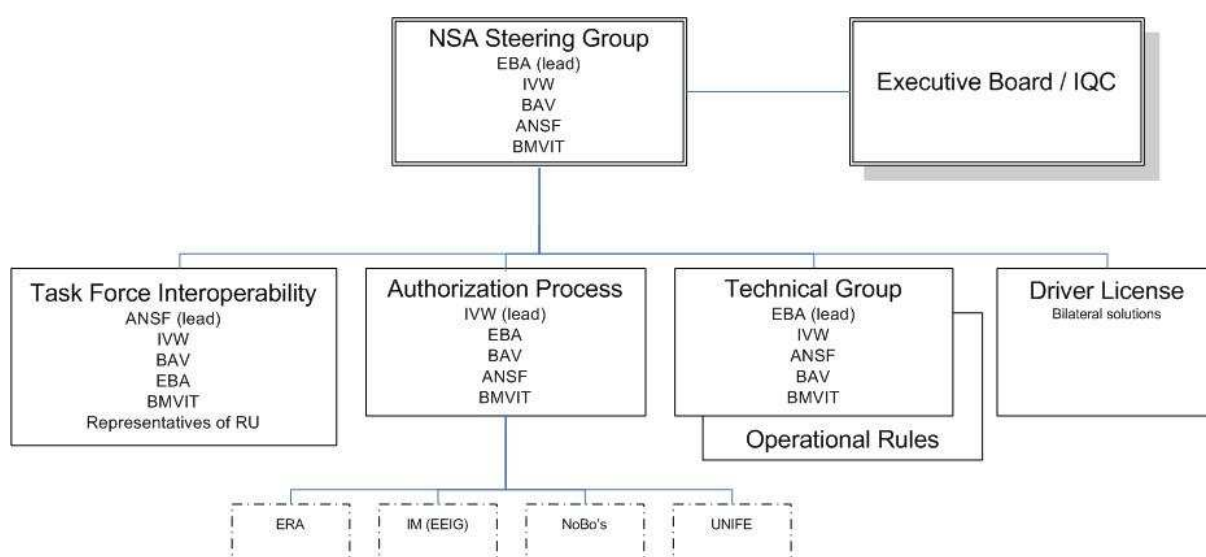 NSA Steering Group
EBA (lead)
IVW
BAV
ANSF
BMVIT
Executive Board / IQC
Task Force Interoperability
ANSF (lead)
IVW
BAV
EBA
BMVIT
Representatives of RU
Authorization Process
IVW (lead)
EBA
BAV
ANSF
BMVIT
Technical Group
EBA (lead)
IVW
ANSF
BAV
BMVIT
Operational Rules
Driver License
Bilateral solutions
ERA
IM (EEIG)
NoBo's
UNIFE